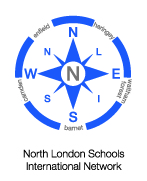 enfield
haringey
N
N
L
W
N
E
S
I
S
camden
waltham
forest
barnet
North London Schools
International Network